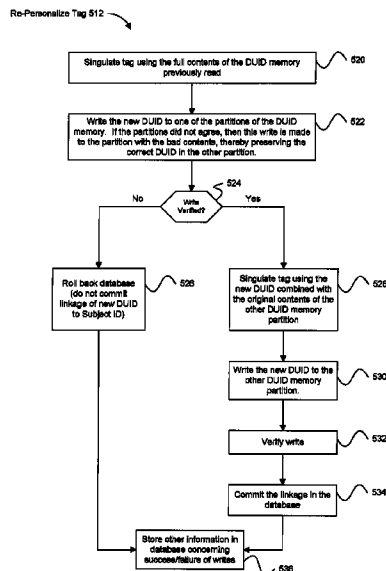 Re-Personalize Tag 512
Singulate tag using the full contents of the DUID memory
previously read
520
Write the new DUID to one of the partitions of the DUID
memory. If the partitions did not agree, then this write is made
to the partition with the bad contents, thereby preserving the
correct DUID in the other partition.
522
524
No
Write
Verified?
Yes
Roll back database
(do not commit
linkage of new DUID
to Subject ID)
526
Singulate tag using the
new DUID combined with
the original contents of the
other DUID memory
partition
528
Write the new DUID to the
other DUID memory
partition.
530
Verify write
532
Commit the linkage in the
database
534
Store other information in
database concerning
success/failure of writes
536